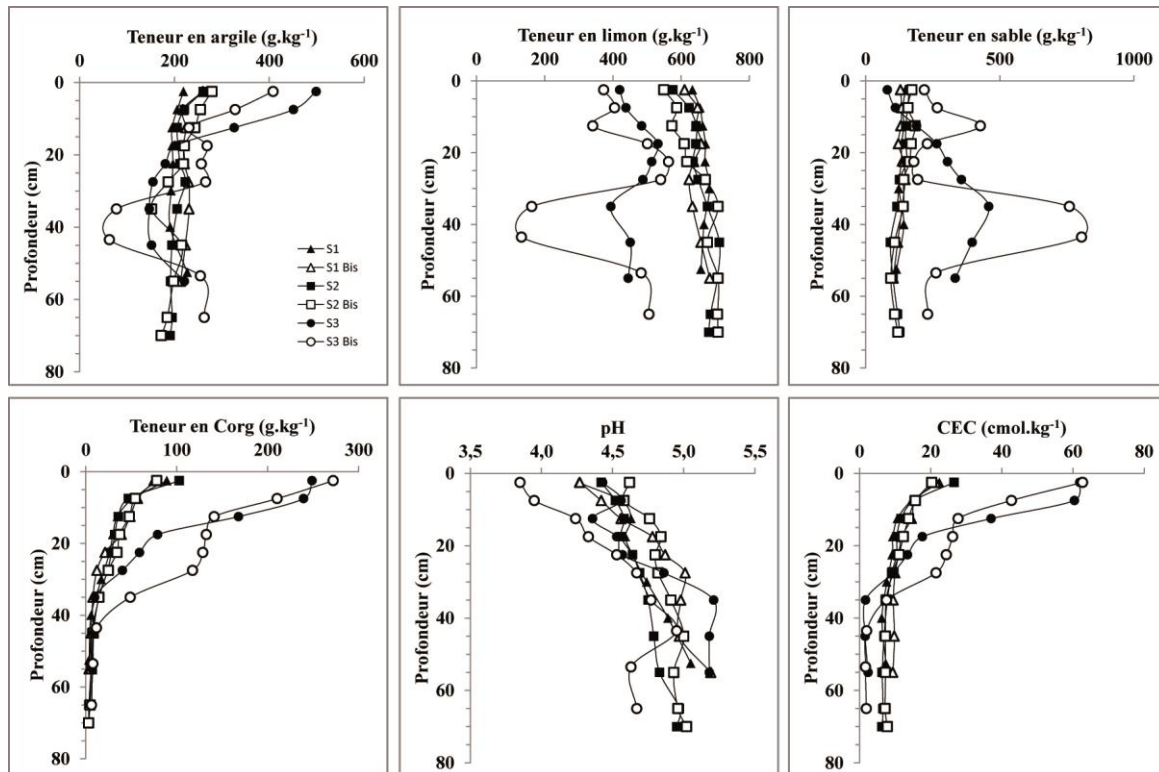 Teneur en argile (g.kg⁻¹)
0 200 400 600
0
20
40
60
80
Profondeur (cm)
S1
S1 Bis
S2
S2 Bis
S3
S3 Bis
Teneur en limon (g.kg⁻¹)
0 200 400 600 800
0
20
40
60
80
Profondeur (cm)
Teneur en sable (g.kg⁻¹)
0 500 1000
0
20
40
60
80
Profondeur (cm)
Teneur en Corg (g.kg⁻¹)
0 100 200 300
0
20
40
60
80
Profondeur (cm)
pH
3,5 4,0 4,5 5,0 5,5
0
20
40
60
80
Profondeur (cm)
CEC (cmol.kg⁻¹)
0 20 40 60 80
0
20
40
60
80
Profondeur (cm)